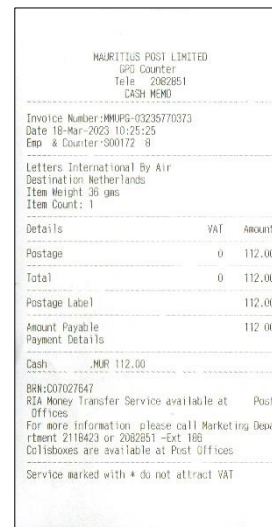 MAURITIUS POST LIMITED
GPO Counter
Tele 2082851
CASH MEMO
Invoice Number:MMUPG-03235770373
Date 18-Mar-2023 10:25:25
Emp & Counter:S00172 8
Letters International By Air
Destination Netherlands
Item Weight 36 gms
Item Count: 1
Details VAT Amount
Postage 0 112.00
Total 0 112.00
Postage Label 112.00
Amount Payable 112 00
Payment Details
Cash .MUR 112.00
BRN:C07027647
RIA Money Transfer Service available at Post
Offices
For more information please call Marketing Depa
rtment 2118423 or 2082851 -Ext 186
Colisboxes are available at Post Offices
Service marked with * do not attract VAT